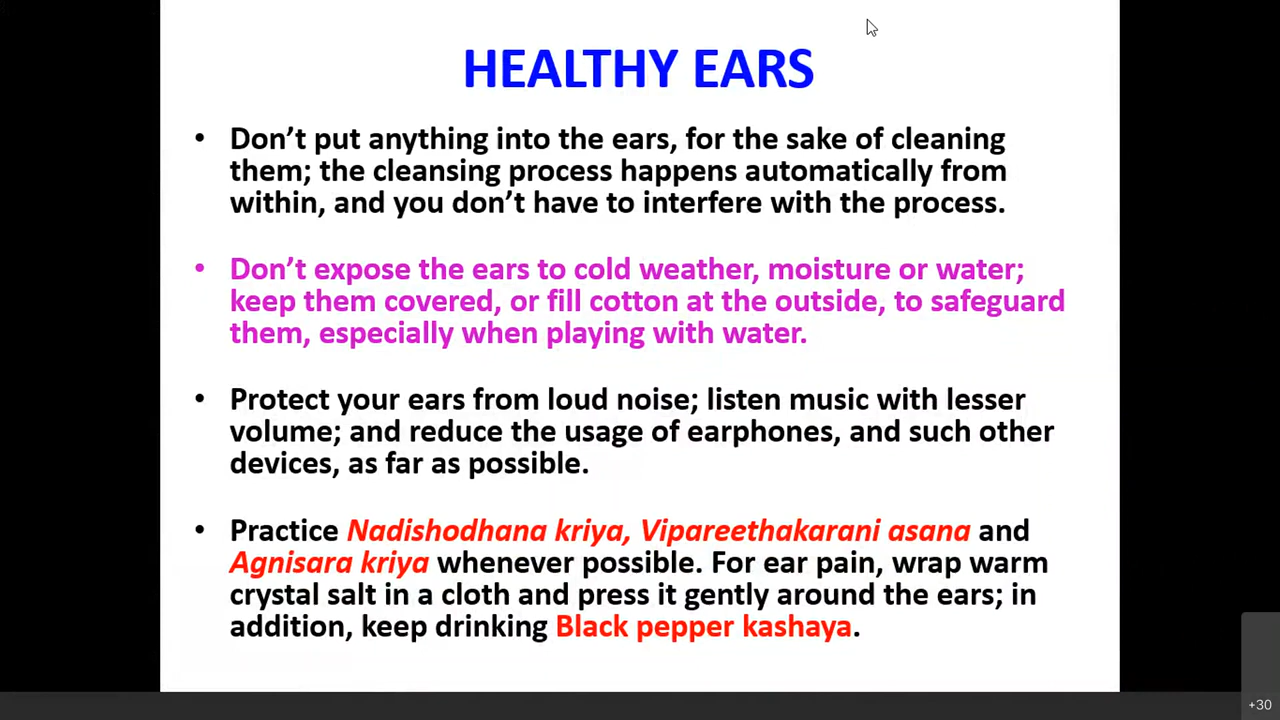 HEALTHY EARS
• Don't put anything into the ears, for the sake of cleaning
them; the cleansing process happens automatically from
within, and you don't have to interfere with the process.
• Don't expose the ears to cold weather, moisture or water;
keep them covered, or fill cotton at the outside, to safeguard
them, especially when playing with water.
• Protect your ears from loud noise; listen music with lesser
volume; and reduce the usage of earphones, and such other
devices, as far as possible.
• Practice Nadishodhana kriya, Vipareethakarani asana and
Agnisara kriya whenever possible. For ear pain, wrap warm
crystal salt in a cloth and press it gently around the ears; in
addition, keep drinking Black pepper kashaya.
+30